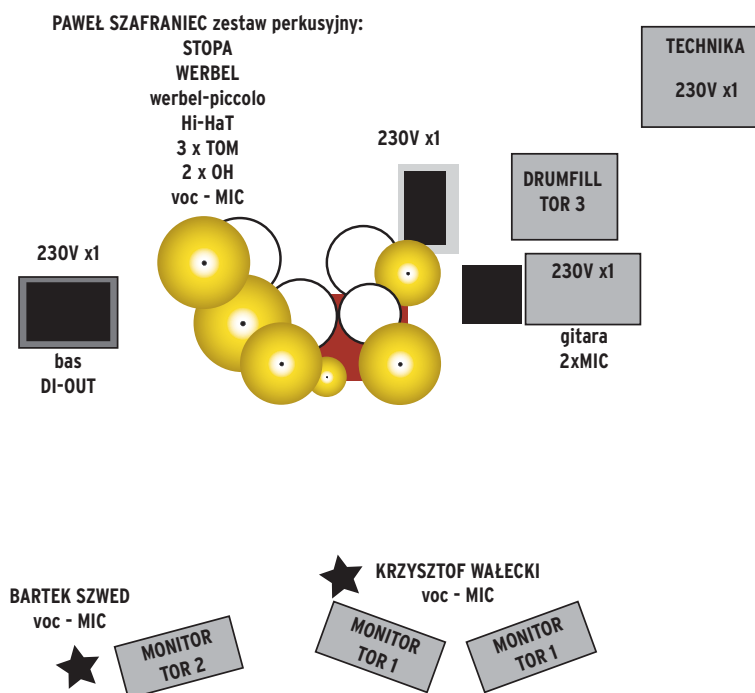 PAWEŁ SZAFRANIEC zestaw perkusyjny:
STOPA
WERBEL
werbel-piccolo
Hi-HaT
3 x TOM
2 x OH
voc - MIC
TECHNIKA
230V x1
230V x1
DRUMFILL
TOR 3
230V x1
bas
DI-OUT
230V x1
gitara
2xMIC
KRZYSZTOF WAŁECKI
voc - MIC
BARTEK SZWED
voc - MIC
MONITOR
TOR 2
MONITOR
TOR 1
MONITOR
TOR 1